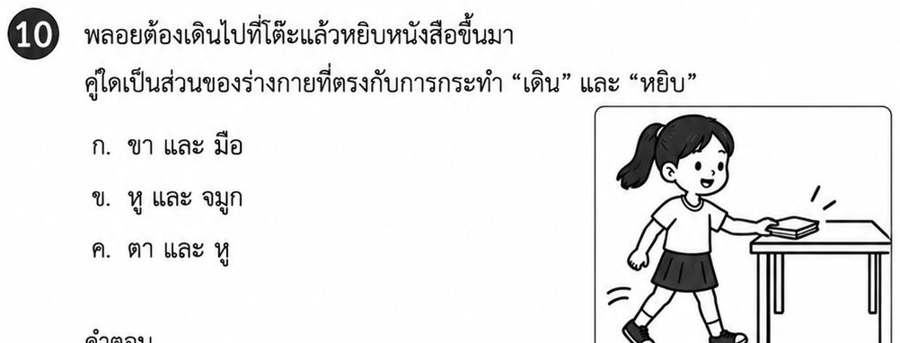 10 พลอยต้องเดินไปที่โต๊ะแล้วหยิบหนังสือขึ้นมา
คู่ใดเป็นส่วนของร่างกายที่ตรงกับการกระทำ “เดิน” และ “หยิบ”
ก. ขา และ มือ
ข. หู และ จมูก
ค. ตา และ หู
คำตอบ